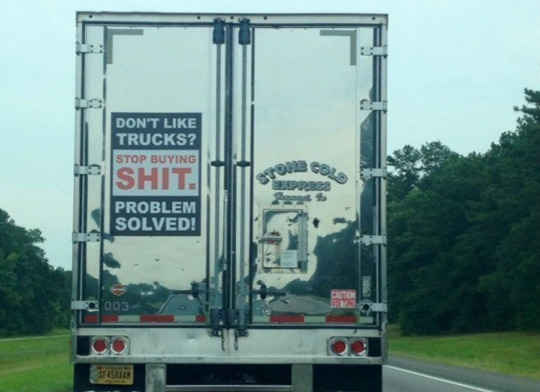 DON'T LIKE
TRUCKS?
STOP BUYING
SHIT.
PROBLEM
SOLVED!
STONE COLD
EXPRESS
003
CAUTION